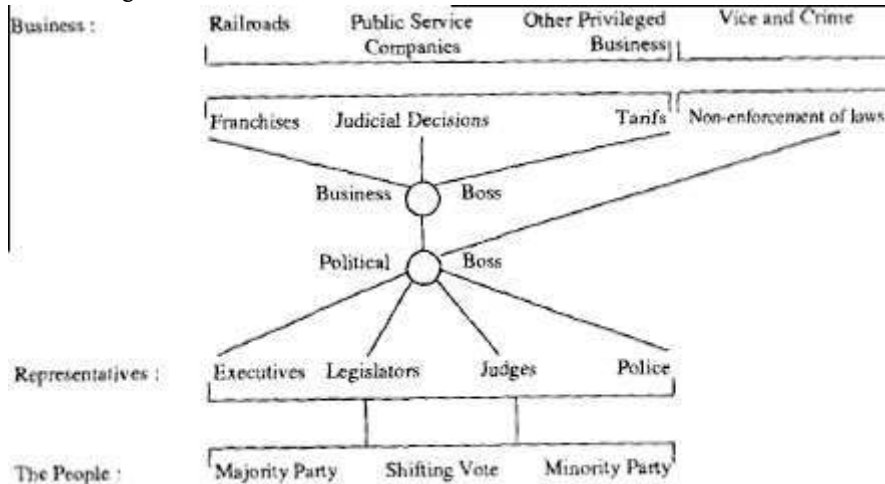 Business : Railroads Public Service Other Privileged Vice and Crime
Companies Business
Franchises Judicial Decisions Tarifs Non-enforcement of laws
Business Boss
Political Boss
Representatives : Executives Legislators Judges Police
The People : Majority Party Shifting Vote Minority Party